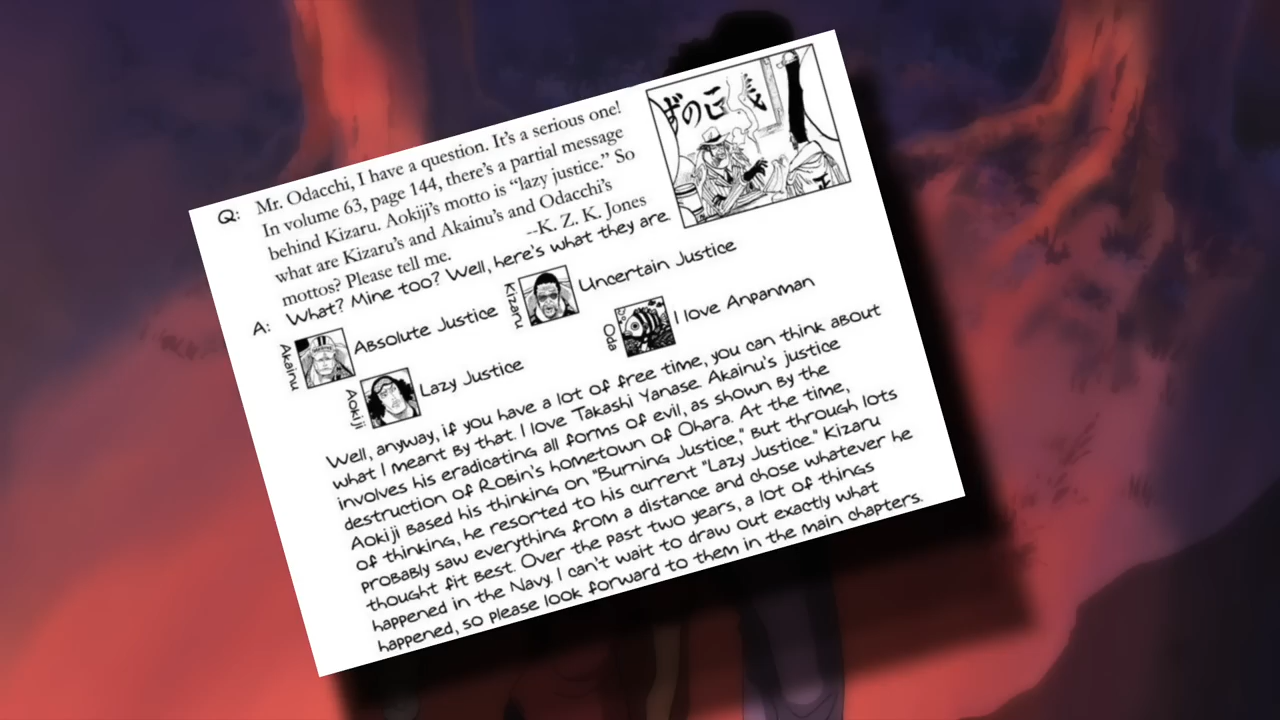 Q: Mr. Odacchi, I have a question. It's a serious one!
In volume 63, page 144, there's a partial message
behind Kizaru. Aokiji's motto is "lazy justice." So
what are Kizaru's and Akainu's and Odacchi's
mottos? Please tell me.
--K. Z. K. Jones
ずの正義
正
A: What? Mine too? Well, here's what they are.
Akainu
Absolute Justice
Kizaru
Uncertain Justice
Aokiji
Lazy Justice
Oda
I love Anpanman
Well, anyway, if you have a lot of free time, you can think about
what I meant by that. I love Takashi Yanase. Akainu's justice
involves his eradicating all forms of evil, as shown by the
destruction of Robin's hometown of Ohara. At the time,
Aokiji based his thinking on "Burning Justice," but through lots
of thinking, he resorted to his current "Lazy Justice." Kizaru
probably saw everything from a distance and chose whatever he
thought fit best. Over the past two years, a lot of things
happened in the Navy. I can't wait to draw out exactly what
happened, so please look forward to them in the main chapters.